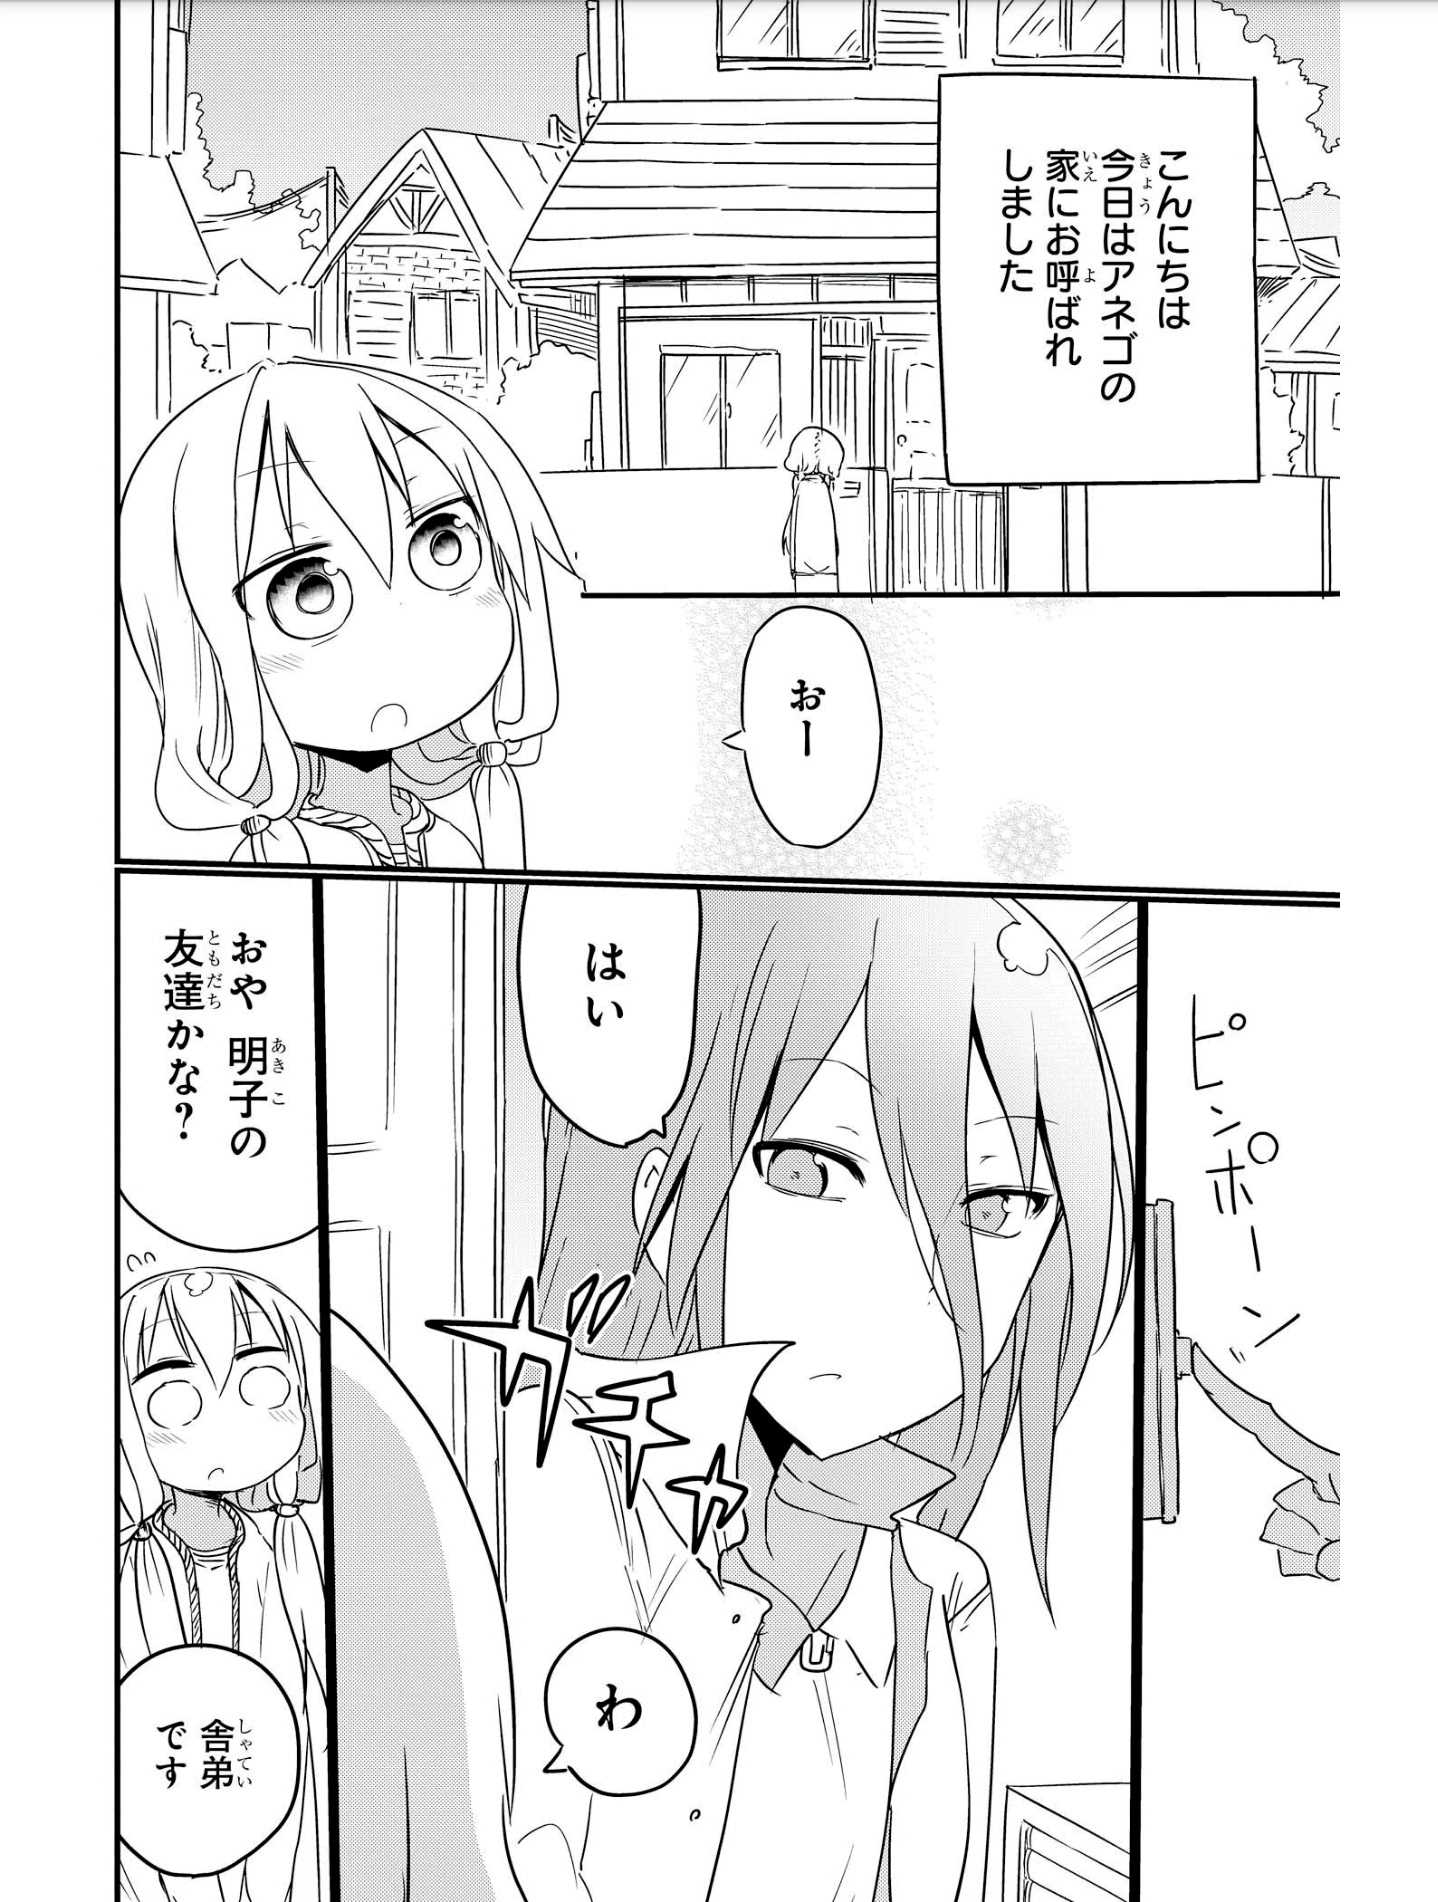 こんにちは
今日はアネゴの
家にお呼ばれ
しました
おー
ピンポーン
はい
ガチャ
わ
おや 明子の
友達かな?
舎弟
です